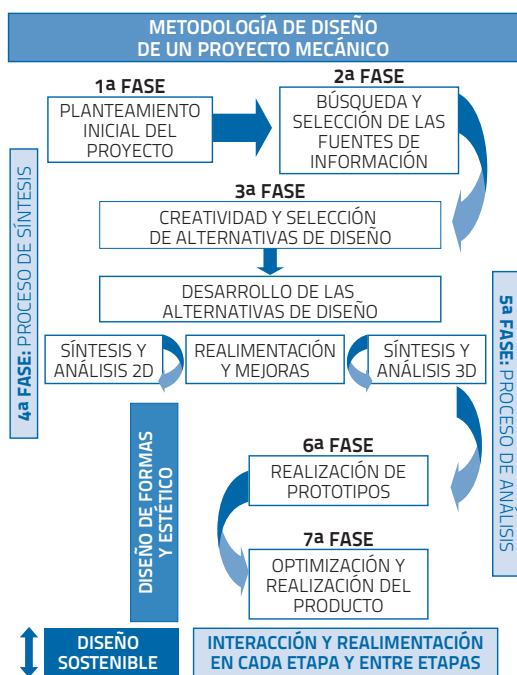 METODOLOGÍA DE DISEÑO
DE UN PROYECTO MECÁNICO
1ª FASE
PLANTEAMIENTO
INICIAL DEL
PROYECTO
2ª FASE
BÚSQUEDA Y
SELECCIÓN DE LAS
FUENTES DE
INFORMACIÓN
3ª FASE
CREATIVIDAD Y SELECCIÓN
DE ALTERNATIVAS DE DISEÑO
DESARROLLO DE LAS
ALTERNATIVAS DE DISEÑO
4ª FASE: PROCESO DE SÍNTESIS
SÍNTESIS Y
ANÁLISIS 2D
REALIMENTACIÓN
Y MEJORAS
SÍNTESIS Y
ANÁLISIS 3D
5ª FASE: PROCESO DE ANÁLISIS
DISEÑO DE FORMAS
Y ESTÉTICO
6ª FASE
REALIZACIÓN DE
PROTOTIPOS
7ª FASE
OPTIMIZACIÓN Y
REALIZACIÓN DEL
PRODUCTO
DISEÑO
SOSTENIBLE
INTERACCIÓN Y REALIMENTACIÓN
EN CADA ETAPA Y ENTRE ETAPAS